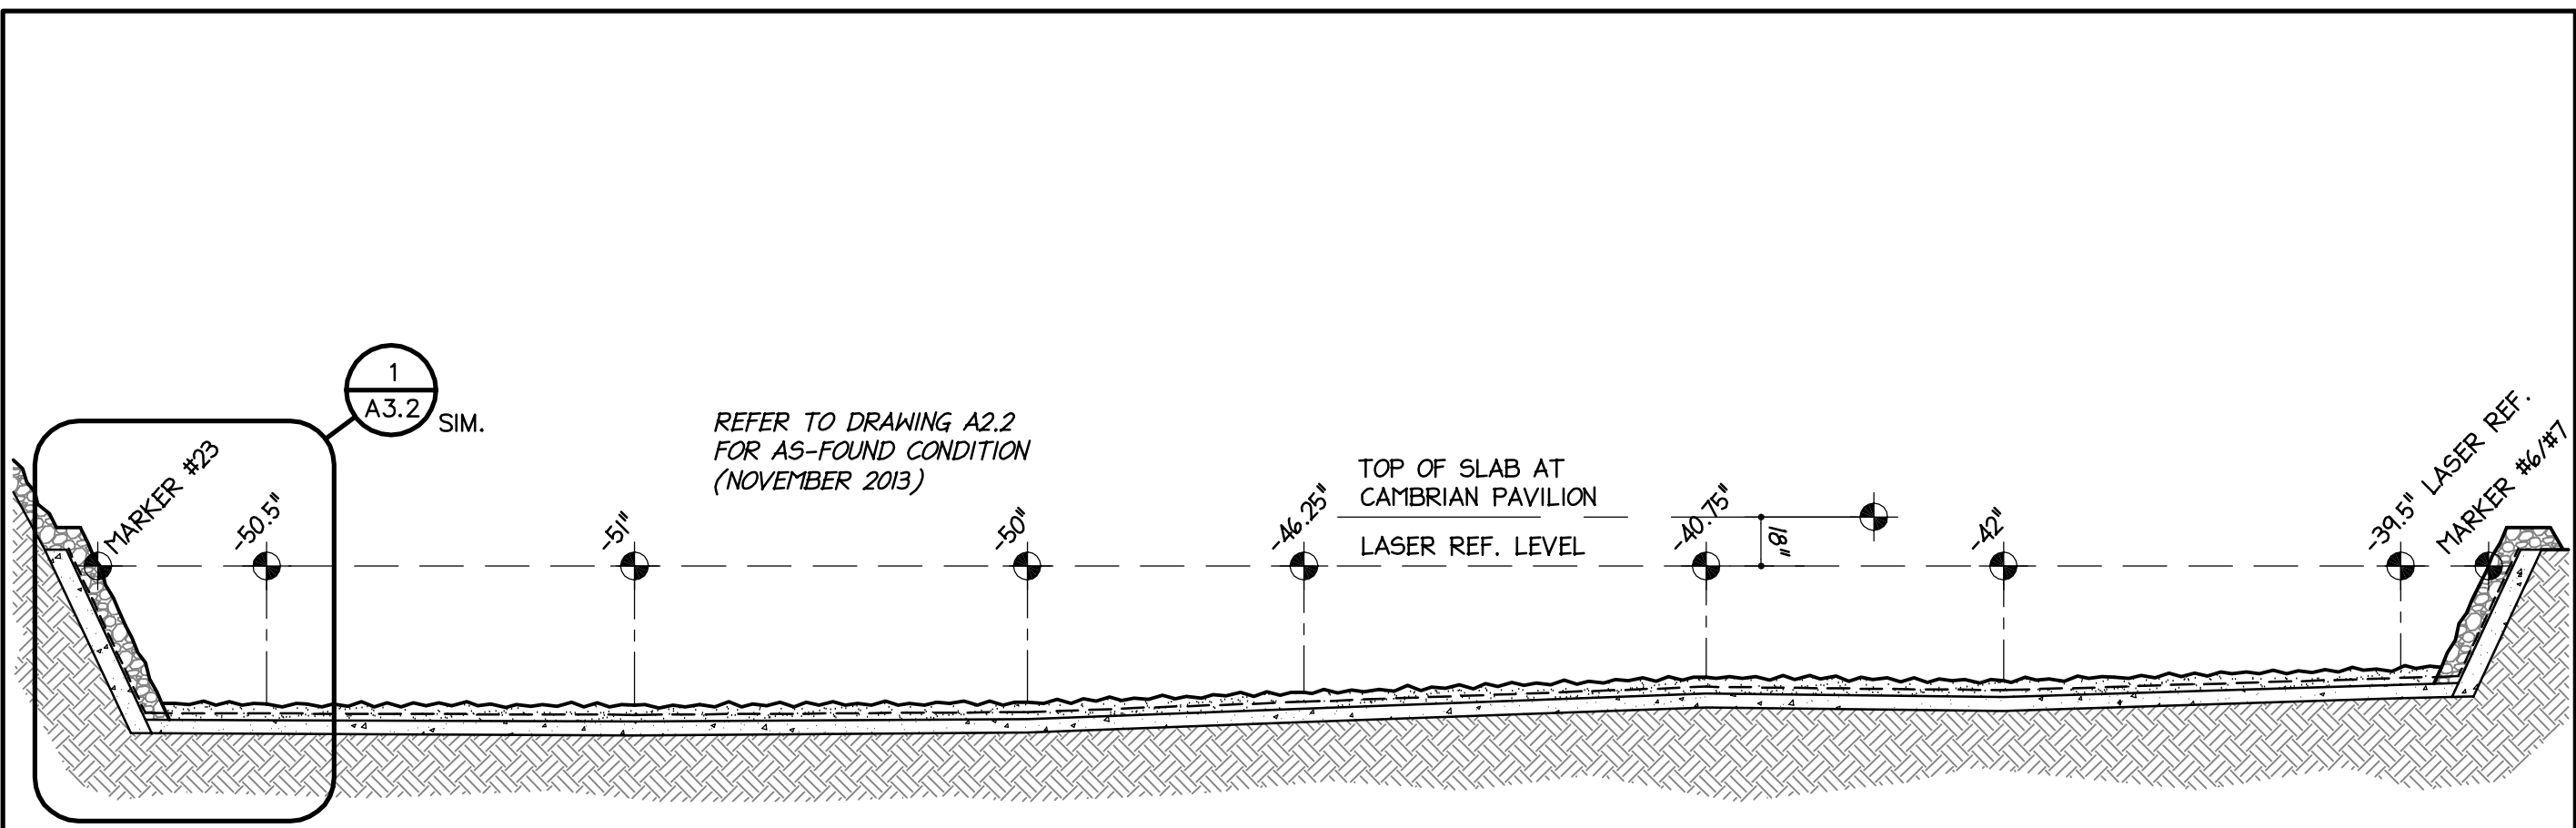 1
A3.2
SIM.
REFER TO DRAWING A2.2
FOR AS-FOUND CONDITION
(NOVEMBER 2013)
MARKER #23
-50.5"
-51"
-50"
-46.25"
TOP OF SLAB AT
CAMBRIAN PAVILION
LASER REF. LEVEL
-40.75"
18"
-42"
-39.5" LASER REF.
MARKER #6/#7